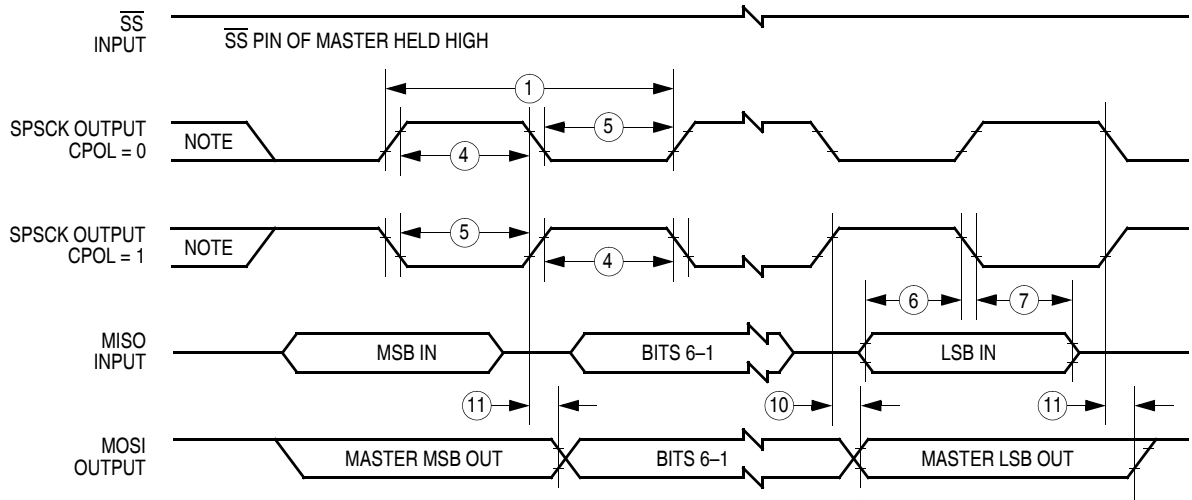 SS
INPUT
SS PIN OF MASTER HELD HIGH
1
SPSCK OUTPUT
CPOL = 0
NOTE
5
4
SPSCK OUTPUT
CPOL = 1
NOTE
5
4
6
7
MISO
INPUT
MSB IN
BITS 6–1
LSB IN
11
10
11
MOSI
OUTPUT
MASTER MSB OUT
BITS 6–1
MASTER LSB OUT